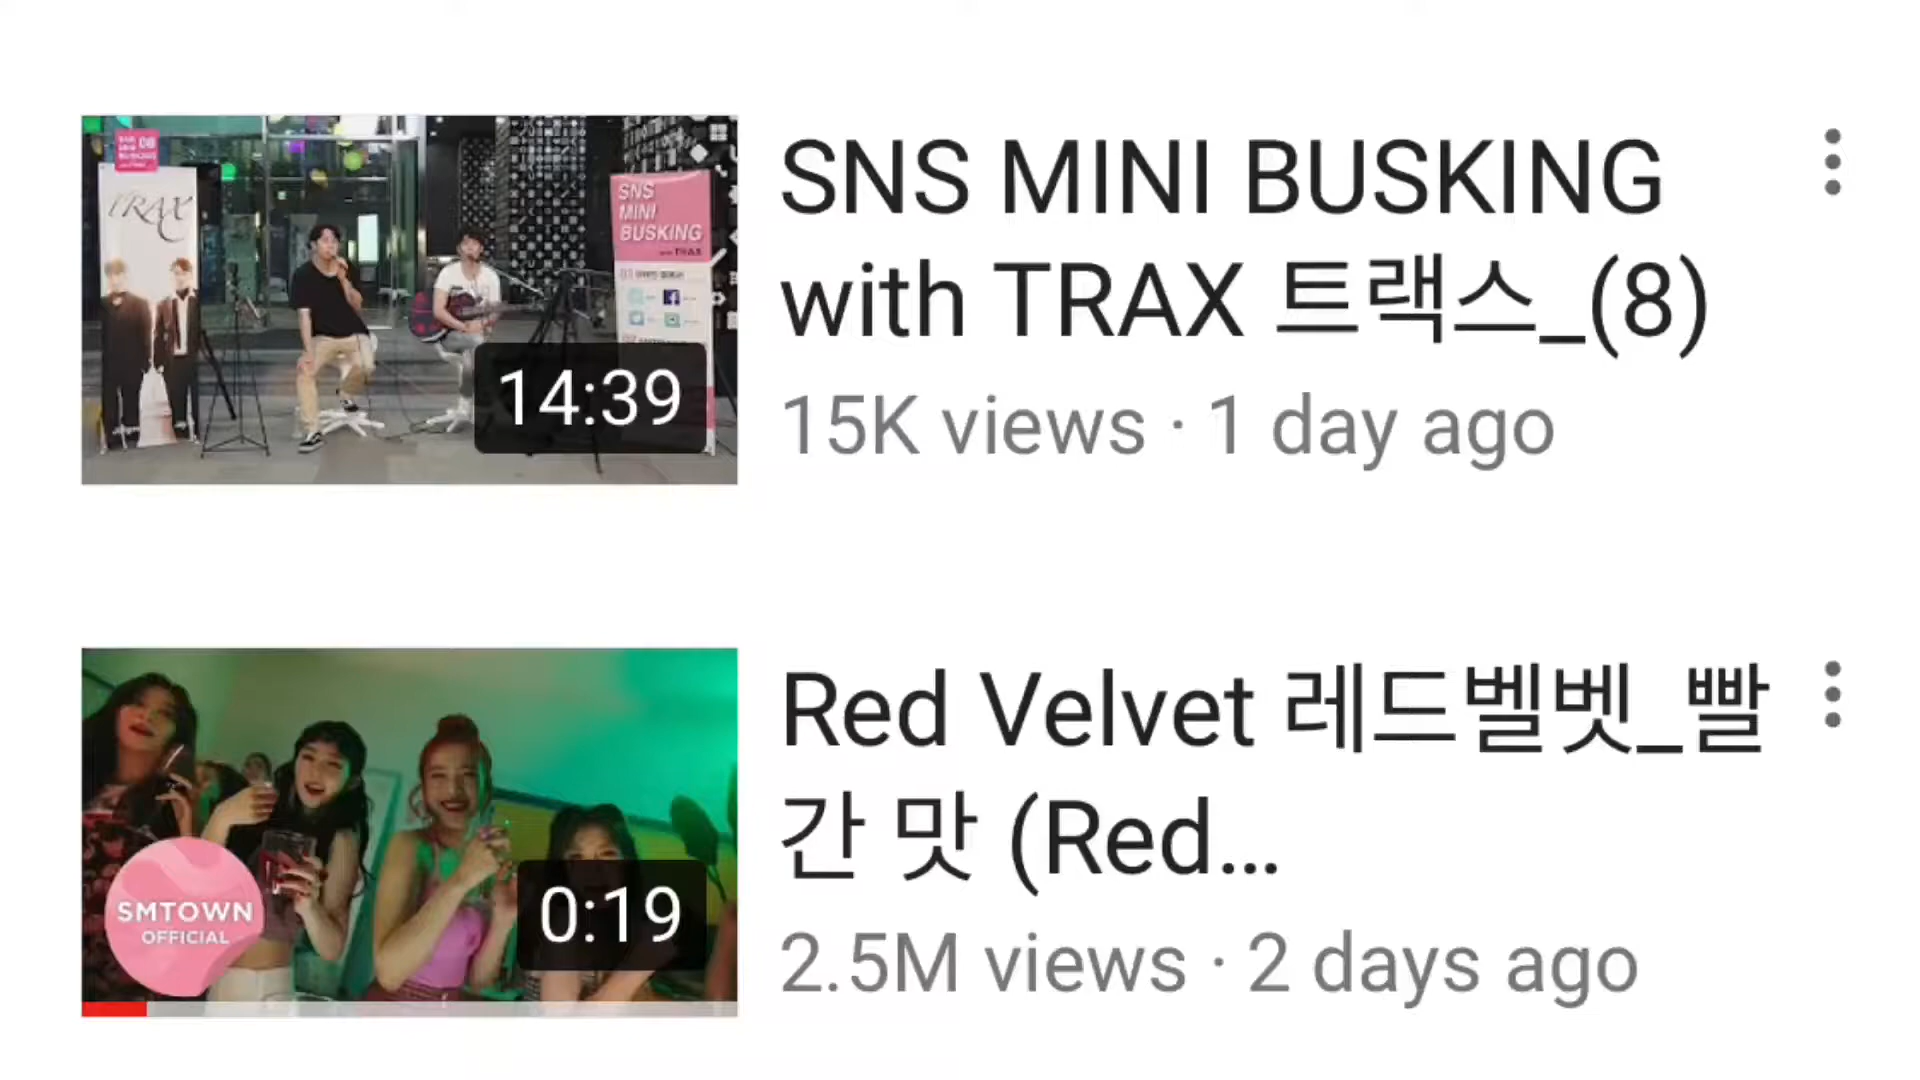 TRAX
SNS
MINI
BUSKING
14:39
SNS MINI BUSKING
with TRAX 트랙스_(8)
15K views · 1 day ago
SMTOWN
OFFICIAL
0:19
Red Velvet 레드벨벳_빨
간 맛 (Red...
2.5M views · 2 days ago